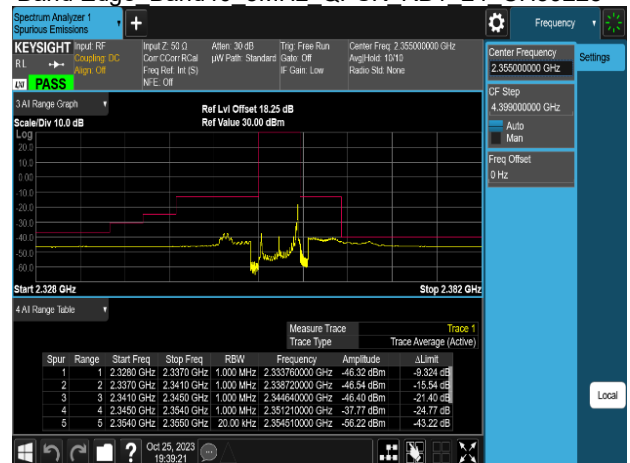 Spectrum Analyzer 1
Spurious Emissions
Frequency
KEYSIGHT
RL
Input: RF
Coupling: DC
Align: Off
Input Z: 50 Ω
Corr CCorr RCal
Freq Ref: Int (S)
NFE: Off
Atten: 30 dB
µW Path: Standard
Trig: Free Run
Gate: Off
IF Gain: Low
Center Freq: 2.355000000 GHz
Avg|Hold: 10/10
Radio Std: None
LXI PASS
Center Frequency
2.355000000 GHz
Settings
CF Step
4.399000000 GHz
Auto
Man
Freq Offset
0 Hz
3 All Range Graph
Scale/Div 10.0 dB
Ref Lvl Offset 18.25 dB
Ref Value 30.00 dBm
Log
20.0
10.0
0.00
-10.0
-20.0
-30.0
-40.0
-50.0
-60.0
Start 2.328 GHz
Stop 2.382 GHz
4 All Range Table
Measure Trace Trace 1
Trace Type Trace Average (Active)
Spur Range Start Freq Stop Freq RBW Frequency Amplitude ΔLimit
1 1 2.3280 GHz 2.3370 GHz 1.000 MHz 2.333760000 GHz -46.32 dBm -9.324 dB
2 2 2.3370 GHz 2.3410 GHz 1.000 MHz 2.338720000 GHz -46.54 dBm -15.54 dB
3 3 2.3410 GHz 2.3450 GHz 1.000 MHz 2.344640000 GHz -46.40 dBm -21.40 dB
4 4 2.3450 GHz 2.3540 GHz 1.000 MHz 2.351210000 GHz -37.77 dBm -24.77 dB
5 5 2.3540 GHz 2.3550 GHz 20.00 kHz 2.354510000 GHz -56.22 dBm -43.22 dB
Local
Oct 25, 2023
19:39:21